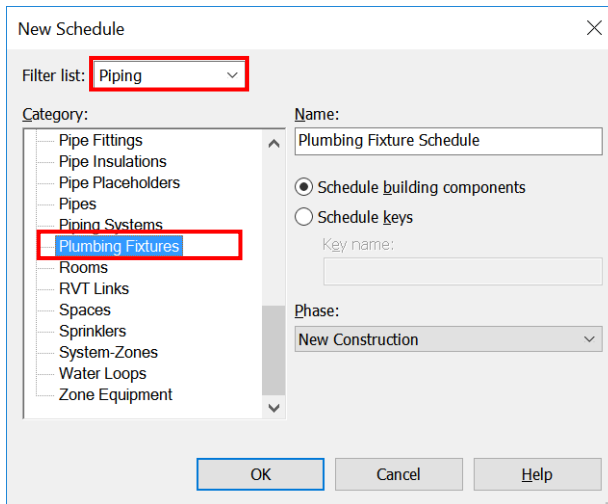 New Schedule
Filter list: Piping
Category:
Pipe Fittings
Pipe Insulations
Pipe Placeholders
Pipes
Piping Systems
Plumbing Fixtures
Rooms
RVT Links
Spaces
Sprinklers
System-Zones
Water Loops
Zone Equipment
Name:
Plumbing Fixture Schedule
Schedule building components
Schedule keys
Key name:
Phase:
New Construction
OK Cancel Help